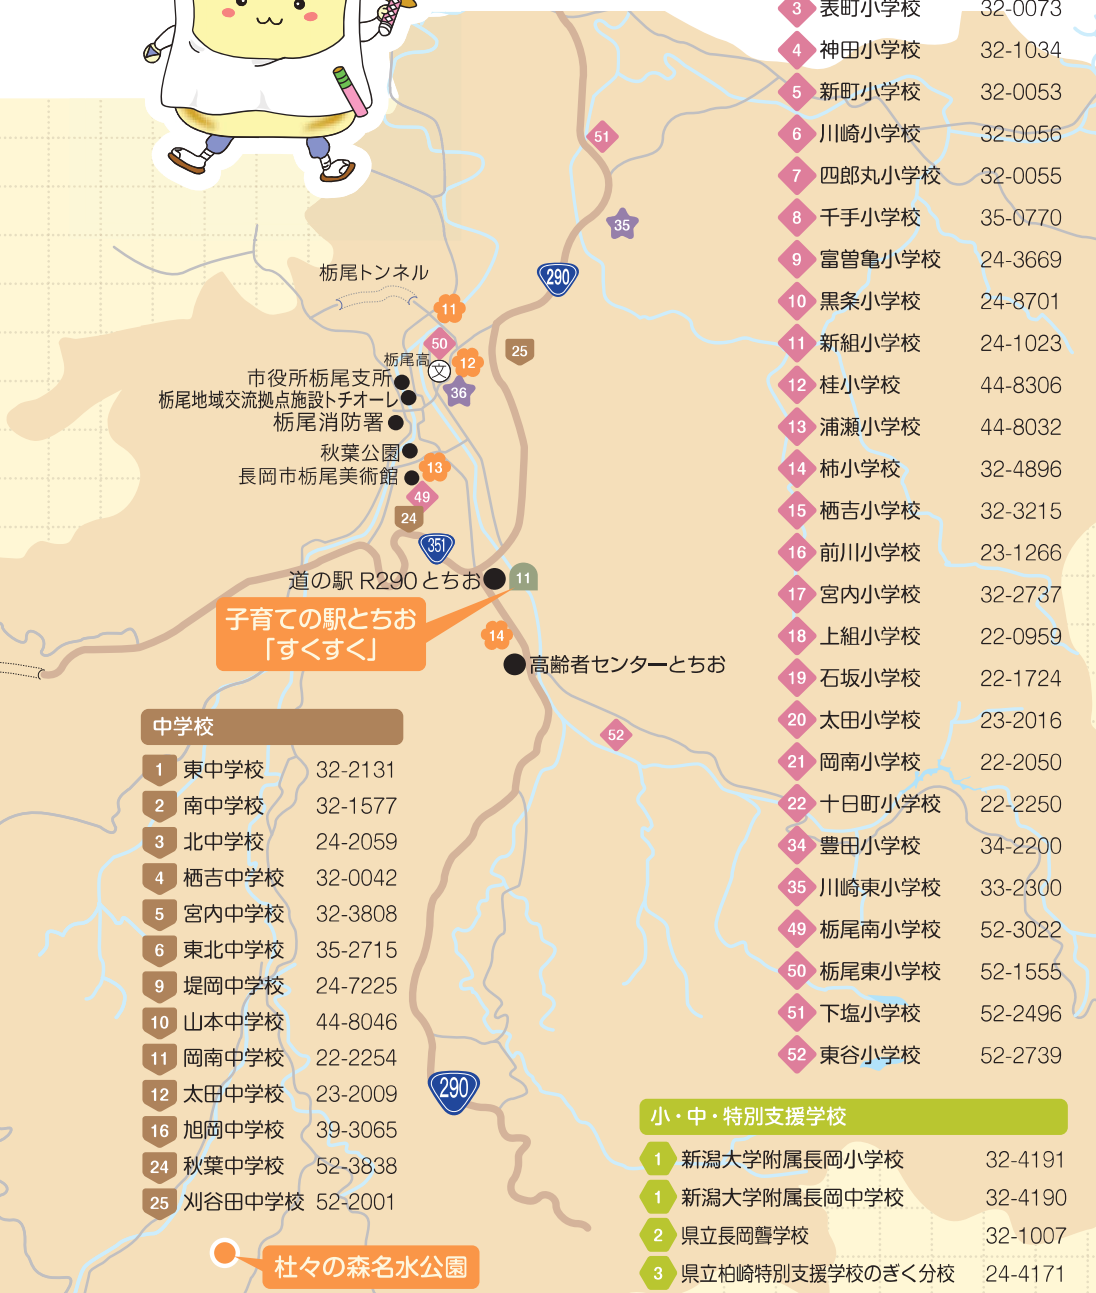 3 表町小学校 32-0073
4 神田小学校 32-1034
5 新町小学校 32-0053
6 川崎小学校 32-0056
7 四郎丸小学校 32-0055
8 千手小学校 35-0770
9 富曽亀小学校 24-3669
10 黒条小学校 24-8701
11 新組小学校 24-1023
12 桂小学校 44-8306
13 浦瀬小学校 44-8032
14 柿小学校 32-4896
15 栖吉小学校 32-3215
16 前川小学校 23-1266
17 宮内小学校 32-2737
18 上組小学校 22-0959
19 石坂小学校 22-1724
20 太田小学校 23-2016
21 岡南小学校 22-2050
22 十日町小学校 22-2250
34 豊田小学校 34-2200
35 川崎東小学校 33-2300
49 栃尾南小学校 52-3022
50 栃尾東小学校 52-1555
51 下塩小学校 52-2496
52 東谷小学校 52-2739
51
35
290
栃尾トンネル
11
50
25
栃尾高
文
12
36
市役所栃尾支所
栃尾地域交流拠点施設トチオーレ
栃尾消防署
秋葉公園
13
長岡市栃尾美術館
49
24
351
道の駅 R290とちお
11
子育ての駅とちお
「すくすく」
14
高齢者センターとちお
52
290
中学校
1 東中学校 32-2131
2 南中学校 32-1577
3 北中学校 24-2059
4 栖吉中学校 32-0042
5 宮内中学校 32-3808
6 東北中学校 35-2715
9 堤岡中学校 24-7225
10 山本中学校 44-8046
11 岡南中学校 22-2254
12 太田中学校 23-2009
16 旭岡中学校 39-3065
24 秋葉中学校 52-3838
25 刈谷田中学校 52-2001
杜々の森名水公園
小・中・特別支援学校
1 新潟大学附属長岡小学校 32-4191
1 新潟大学附属長岡中学校 32-4190
2 県立長岡聾学校 32-1007
3 県立柏崎特別支援学校のぎく分校 24-4171